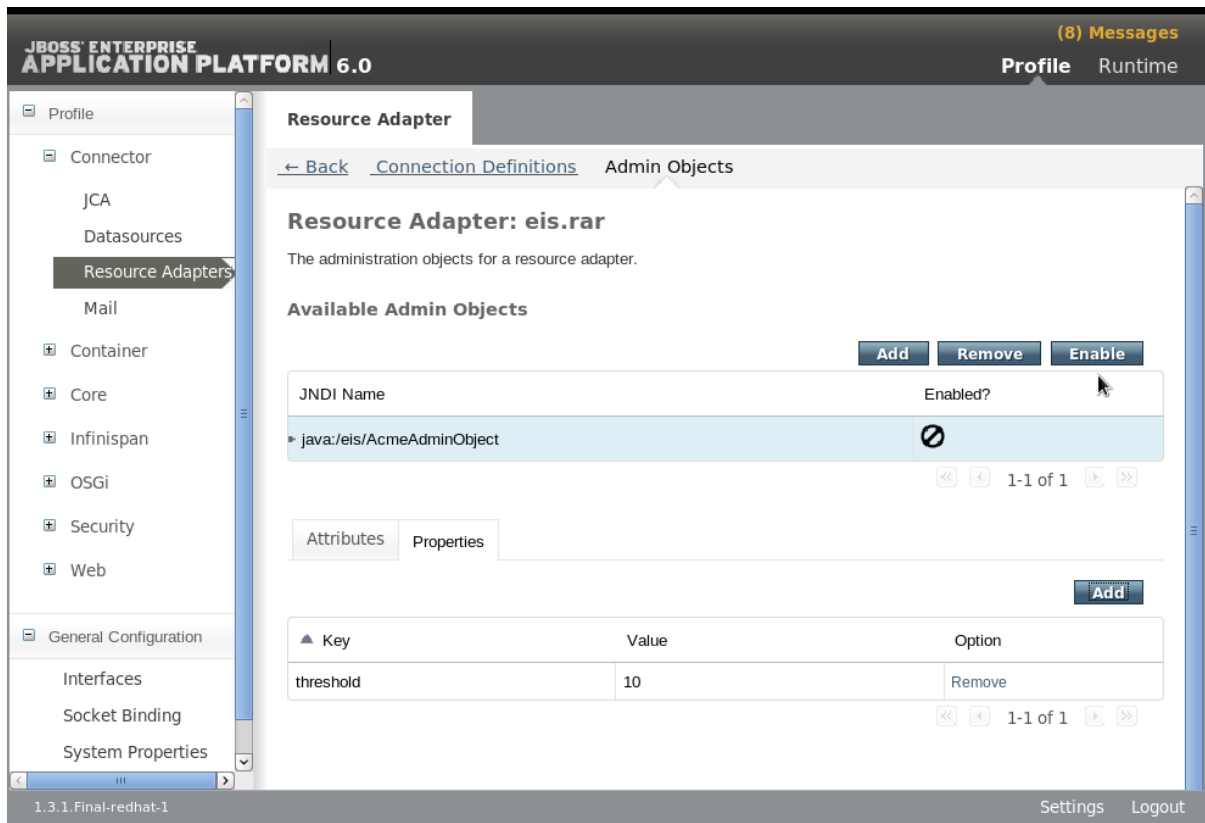 (8) Messages
JBOSS' ENTERPRISE
APPLICATION PLATFORM 6.0
Profile Runtime
Profile
Connector
JCA
Datasources
Resource Adapters
Mail
Container
Core
Infinispan
OSGi
Security
Web
General Configuration
Interfaces
Socket Binding
System Properties
Resource Adapter
← Back Connection Definitions Admin Objects
Resource Adapter: eis.rar
The administration objects for a resource adapter.
Available Admin Objects
Add Remove Enable
JNDI Name Enabled?
java:/eis/AcmeAdminObject
1-1 of 1
Attributes Properties
Add
Key Value Option
threshold 10 Remove
1-1 of 1
1.3.1.Final-redhat-1 Settings Logout